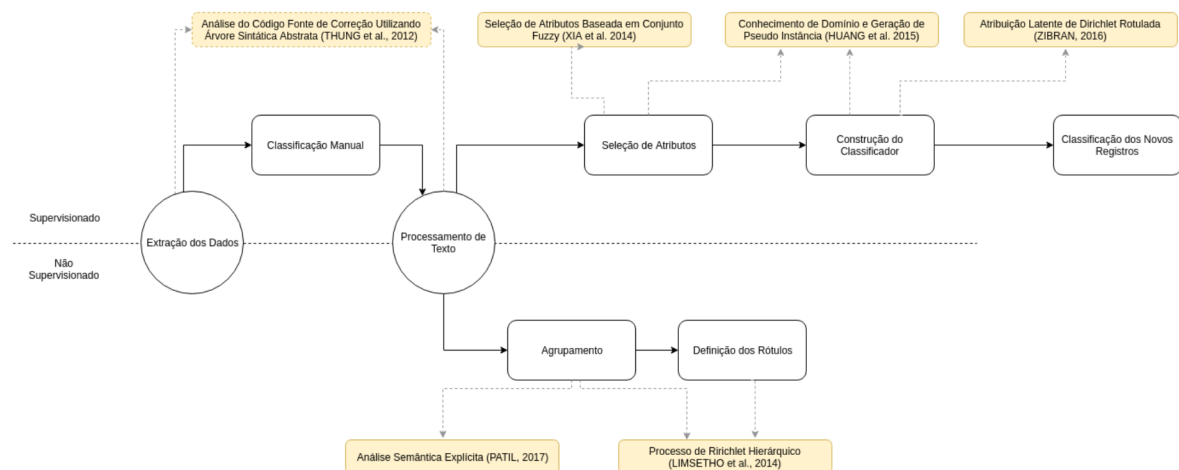 Análise do Código Fonte de Correção Utilizando
Árvore Sintática Abstrata (THUNG et al., 2012)
Seleção de Atributos Baseada em Conjunto
Fuzzy (XIA et al. 2014)
Conhecimento de Domínio e Geração de
Pseudo Instância (HUANG et al. 2015)
Atribuição Latente de Dirichlet Rotulada
(ZIBRAN, 2016)
Classificação Manual
Seleção de Atributos
Construção do
Classificador
Classificação dos Novos
Registros
Supervisionado
Extração dos Dados
Processamento de
Texto
Não
Supervisionado
Agrupamento
Definição dos Rótulos
Análise Semântica Explícita (PATIL, 2017)
Processo de Ririchlet Hierárquico
(LIMSETHO et al., 2014)